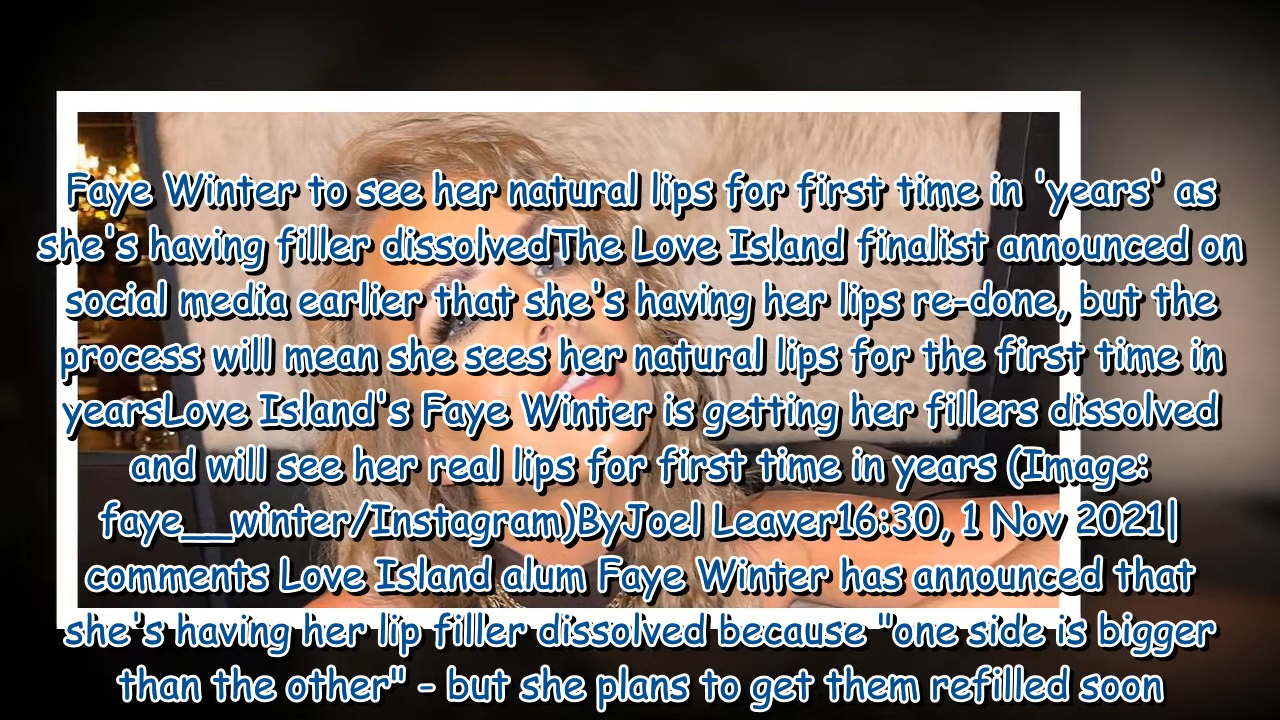 Faye Winter to see her natural lips for first time in 'years' as
she's having filler dissolvedThe Love Island finalist announced on
social media earlier that she's having her lips re-done, but the
process will mean she sees her natural lips for the first time in
yearsLove Island's Faye Winter is getting her fillers dissolved
and will see her real lips for first time in years (Image:
faye__winter/Instagram)ByJoel Leaver16:30, 1 Nov 2021|
comments Love Island alum Faye Winter has announced that
she's having her lip filler dissolved because "one side is bigger
than the other" - but she plans to get them refilled soon